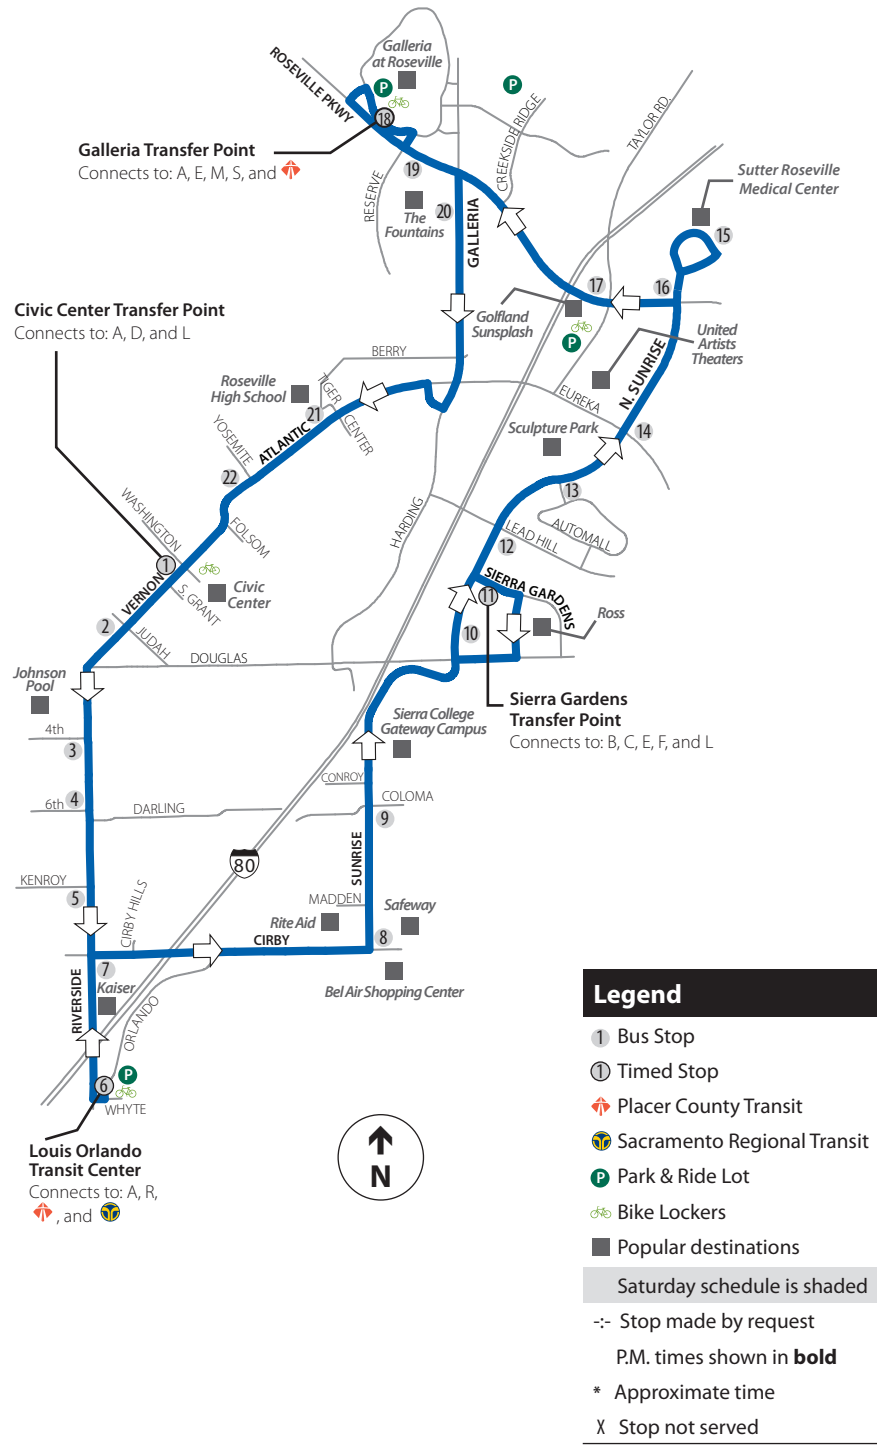 Galleria
at Roseville
P
P
ROSEVILLE PKWY
18
CREEKSIDE RIDGE
TAYLOR RD.
Galleria Transfer Point
Connects to: A, E, M, S, and
19
RESERVE
The
Fountains
20
GALLERIA
Sutter Roseville
Medical Center
15
17
16
Civic Center Transfer Point
Connects to: A, D, and L
Golfland
Sunsplash
P
United
Artists
Theaters
BERRY
Roseville
High School
TIGER
CENTER
21
EUREKA
N. SUNRISE
14
Sculpture Park
YOSEMITE
ATLANTIC
22
13
WASHINGTON
FOLSOM
HARDING
AUTOMALL
LEAD HILL
12
1
VERNON
S. GRANT
Civic
Center
SIERRA GARDENS
11
Ross
2
JUDAH
10
DOUGLAS
Johnson
Pool
Sierra Gardens
Transfer Point
Connects to: B, C, E, F, and L
Sierra College
Gateway Campus
4th
3
CONROY
6th
4
DARLING
COLOMA
9
SUNRISE
80
KENROY
5
CIRBY HILLS
MADDEN
Rite Aid
Safeway
CIRBY
8
7
Kaiser
Bel Air Shopping Center
RIVERSIDE
ORLANDO
P
6
WHYTE
Louis Orlando
Transit Center
Connects to: A, R,
, and
N
Legend
1 Bus Stop
1 Timed Stop
Placer County Transit
Sacramento Regional Transit
P Park & Ride Lot
Bike Lockers
Popular destinations
Saturday schedule is shaded
-:- Stop made by request
P.M. times shown in bold
* Approximate time
X Stop not served